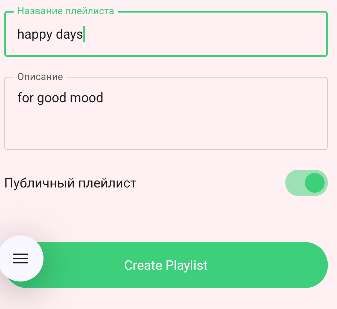 Название плейлиста
happy days
Описание
for good mood
Публичный плейлист
Create Playlist